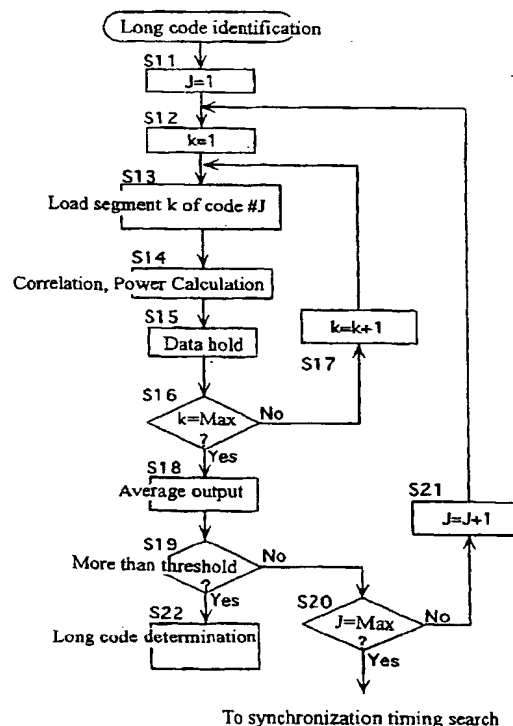 Long code identification
S11
J=1
S12
k=1
S13
Load segment k of code #J
S14
Correlation, Power Calculation
S15
Data hold
k=k+1
S17
S16
k=Max
?
No
Yes
S18
Average output
S21
J=J+1
S19
More than threshold
?
No
Yes
S20
J=Max
?
No
Yes
S22
Long code determination
To synchronization timing search